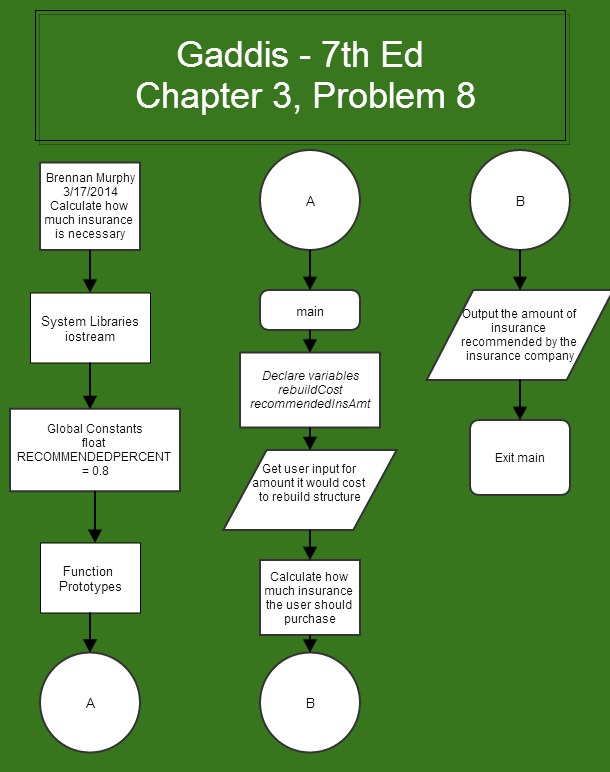 Gaddis - 7th Ed
Chapter 3, Problem 8
Brennan Murphy
3/17/2014
Calculate how
much insurance
is necessary
System Libraries
iostream
Global Constants
float
RECOMMENDEDPERCENT
= 0.8
Function
Prototypes
A
A
main
Declare variables
rebuildCost
recommendedInsAmt
Get user input for
amount it would cost
to rebuild structure
Calculate how
much insurance
the user should
purchase
B
B
Output the amount of
insurance
recommended by the
insurance company
Exit main